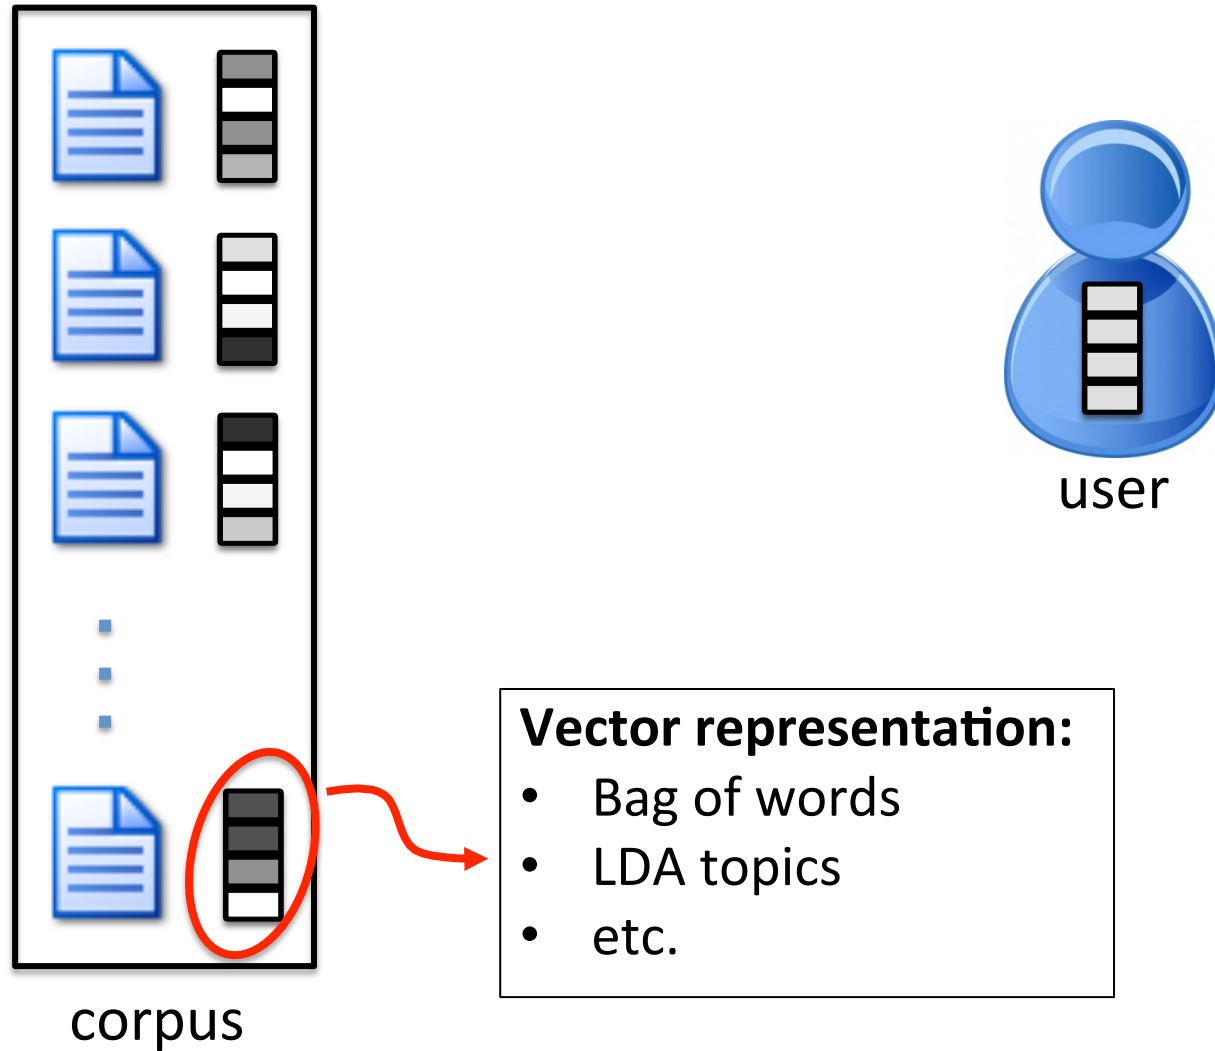 user
Vector representation:
• Bag of words
• LDA topics
• etc.
corpus